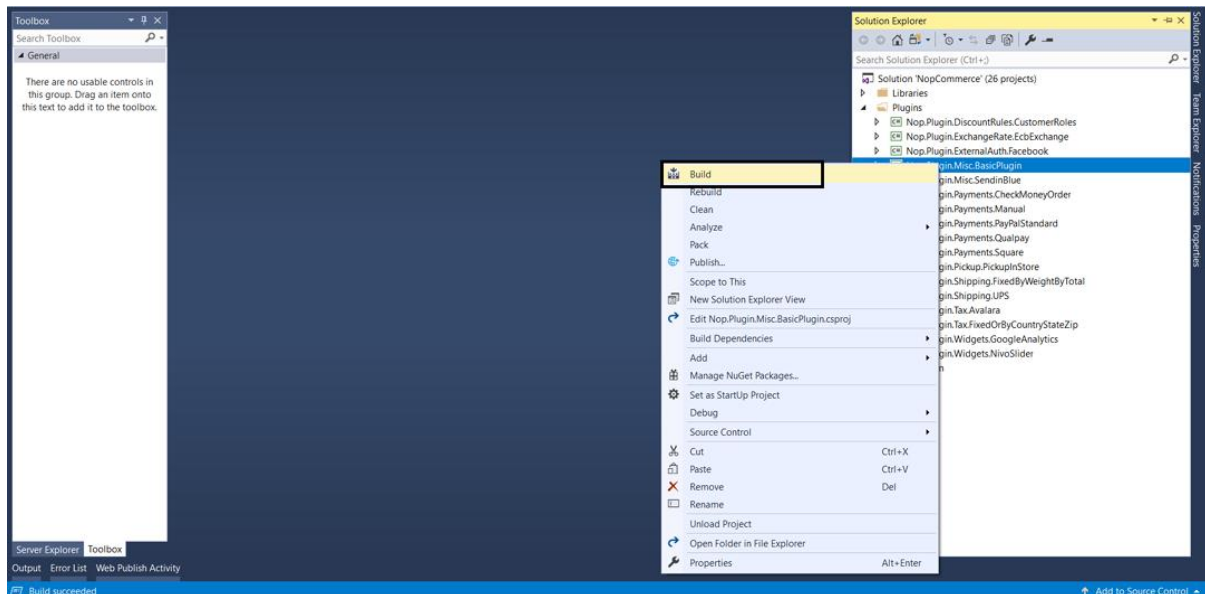 Toolbox
Search Toolbox
General
There are no usable controls in
this group. Drag an item onto
this text to add it to the toolbox.
Server Explorer Toolbox
Output Error List Web Publish Activity
Build succeeded
Build
Rebuild
Clean
Analyze
Pack
Publish...
Scope to This
New Solution Explorer View
Edit Nop.Plugin.Misc.BasicPlugin.csproj
Build Dependencies
Add
Manage NuGet Packages...
Set as StartUp Project
Debug
Source Control
Cut Ctrl+X
Paste Ctrl+V
Remove Del
Rename
Unload Project
Open Folder in File Explorer
Properties Alt+Enter
Solution Explorer
Search Solution Explorer (Ctrl+;)
Solution 'NopCommerce' (26 projects)
Libraries
Plugins
Nop.Plugin.DiscountRules.CustomerRoles
Nop.Plugin.ExchangeRate.EcbExchange
Nop.Plugin.ExternalAuth.Facebook
gin.Misc.BasicPlugin
gin.Misc.SendinBlue
gin.Payments.CheckMoneyOrder
gin.Payments.Manual
gin.Payments.PayPalStandard
gin.Payments.Qualpay
gin.Payments.Square
gin.Pickup.PickupInStore
gin.Shipping.FixedByWeightByTotal
gin.Shipping.UPS
gin.Tax.Avalara
gin.Tax.FixedOrByCountryStateZip
gin.Widgets.GoogleAnalytics
gin.Widgets.NivoSlider
n
Solution Explorer Team Explorer Notifications Properties
Add to Source Control